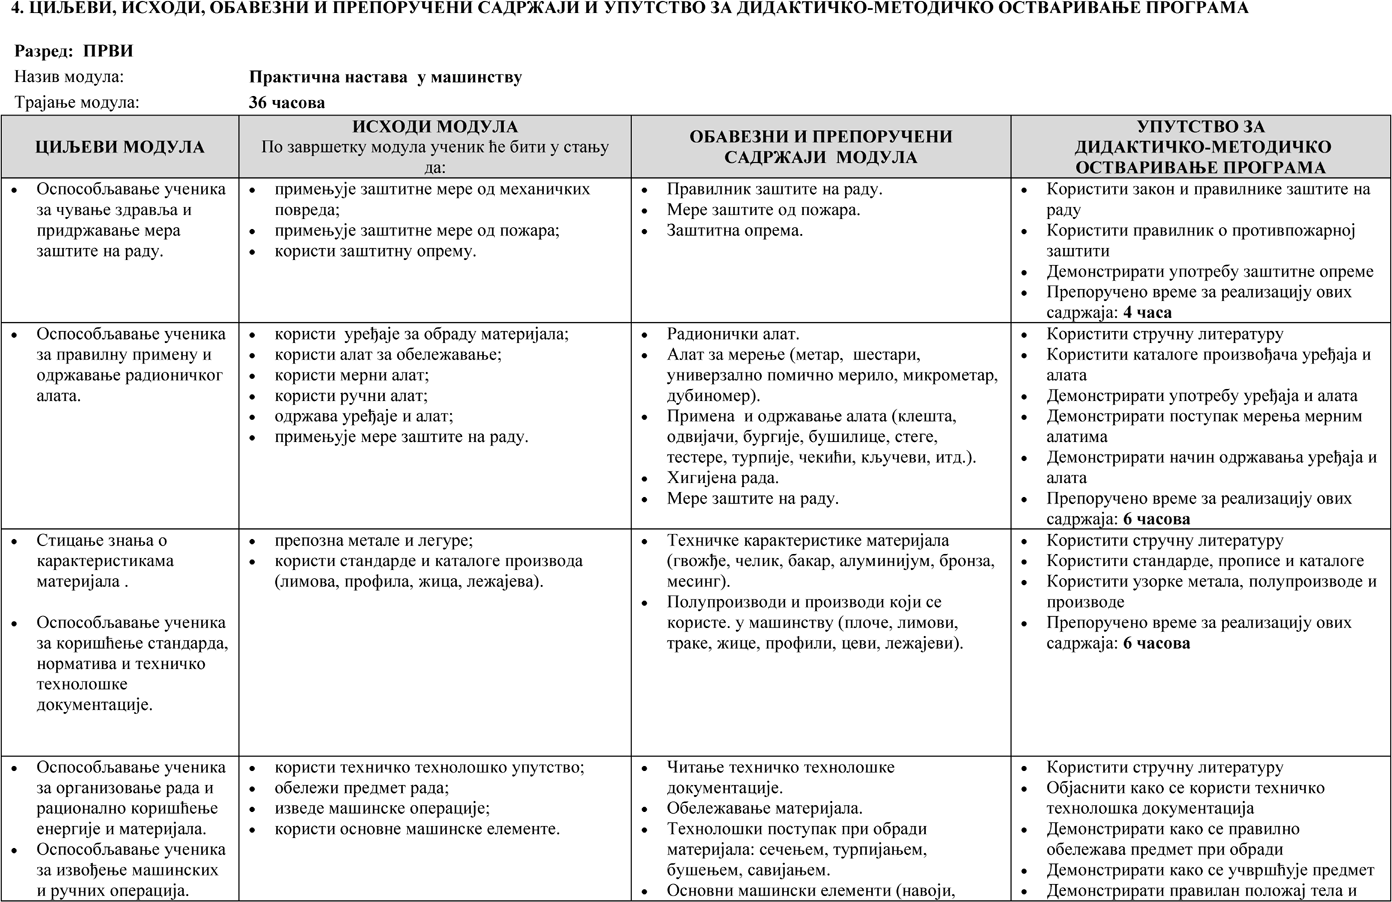 4. ЦИЉЕВИ, ИСХОДИ, ОБАВЕЗНИ И ПРЕПОРУЧЕНИ САДРЖАЈИ И УПУТСТВО ЗА ДИДАКТИЧКО-МЕТОДИЧКО ОСТВАРИВАЊЕ ПРОГРАМА
Разред: ПРВИ
Назив модула: Практична настава у машинству
Трајање модула: 36 часова
ЦИЉЕВИ МОДУЛА
ИСХОДИ МОДУЛА
По завршетку модула ученик ће бити у стању
да:
ОБАВЕЗНИ И ПРЕПОРУЧЕНИ
САДРЖАЈИ МОДУЛА
УПУТСТВО ЗА
ДИДАКТИЧКО-МЕТОДИЧКО
ОСТВАРИВАЊЕ ПРОГРАМА
• Оспособљавање ученика
за чување здравља и
придржавање мера
заштите на раду.
• примењује заштитне мере од механичких
повреда;
• примењује заштитне мере од пожара;
• користи заштитну опрему.
• Правилник заштите на раду.
• Мере заштите од пожара.
• Заштитна опрема.
• Користити закон и правилнике заштите на
раду
• Користити правилник о противпожарној
заштити
• Демонстрирати употребу заштитне опреме
• Препоручено време за реализацију ових
садржаја: 4 часа
• Оспособљавање ученика
за правилну примену и
одржавање радионичког
алата.
• користи уређаје за обраду материјала;
• користи алат за обележавање;
• користи мерни алат;
• користи ручни алат;
• одржава уређаје и алат;
• примењује мере заштите на раду.
• Радионички алат.
• Алат за мерење (метар, шестари,
универзално помично мерило, микрометар,
дубиномер).
• Примена и одржавање алата (клешта,
одвијачи, бургије, бушилице, стеге,
тестере, турпије, чекићи, кључеви, итд.).
• Хигијена рада.
• Мере заштите на раду.
• Користити стручну литературу
• Користити каталоге произвођача уређаја и
алата
• Демонстрирати употребу уређаја и алата
• Демонстрирати поступак мерења мерним
алатима
• Демонстрирати начин одржавања уређаја и
алата
• Препоручено време за реализацију ових
садржаја: 6 часова
• Стицање знања о
карактеристикама
материјала .
• Оспособљавање ученика
за коришћење стандарда,
норматива и техничко
технолошке
документације.
• препозна метале и легуре;
• користи стандарде и каталоге производа
(лимова, профила, жица, лежајева).
• Техничке карактеристике материјала
(гвожђе, челик, бакар, алуминијум, бронза,
месинг).
• Полупроизводи и производи који се
користе. у машинству (плоче, лимови,
траке, жице, профили, цеви, лежајеви).
• Користити стручну литературу
• Користити стандарде, прописе и каталоге
• Користити узорке метала, полупроизводе и
производе
• Препоручено време за реализацију ових
садржаја: 6 часова
• Оспособљавање ученика
за организовање рада и
рационално коришћење
енергије и материјала.
• Оспособљавање ученика
за извођење машинских
и ручних операција.
• користи техничко технолошко упутство;
• обележи предмет рада;
• изведе машинске операције;
• користи основне машинске елементе.
• Читање техничко технолошке
документације.
• Обележавање материјала.
• Технолошки поступак при обради
материјала: сечењем, турпијањем,
бушењем, савијањем.
• Основни машински елементи (навоји,
• Користити стручну литературу
• Објаснити како се користи техничко
технолошка документација
• Демонстрирати како се правилно
обележава предмет при обради
• Демонстрирати како се учвршћује предмет
• Демонстрирати правилан положај тела и